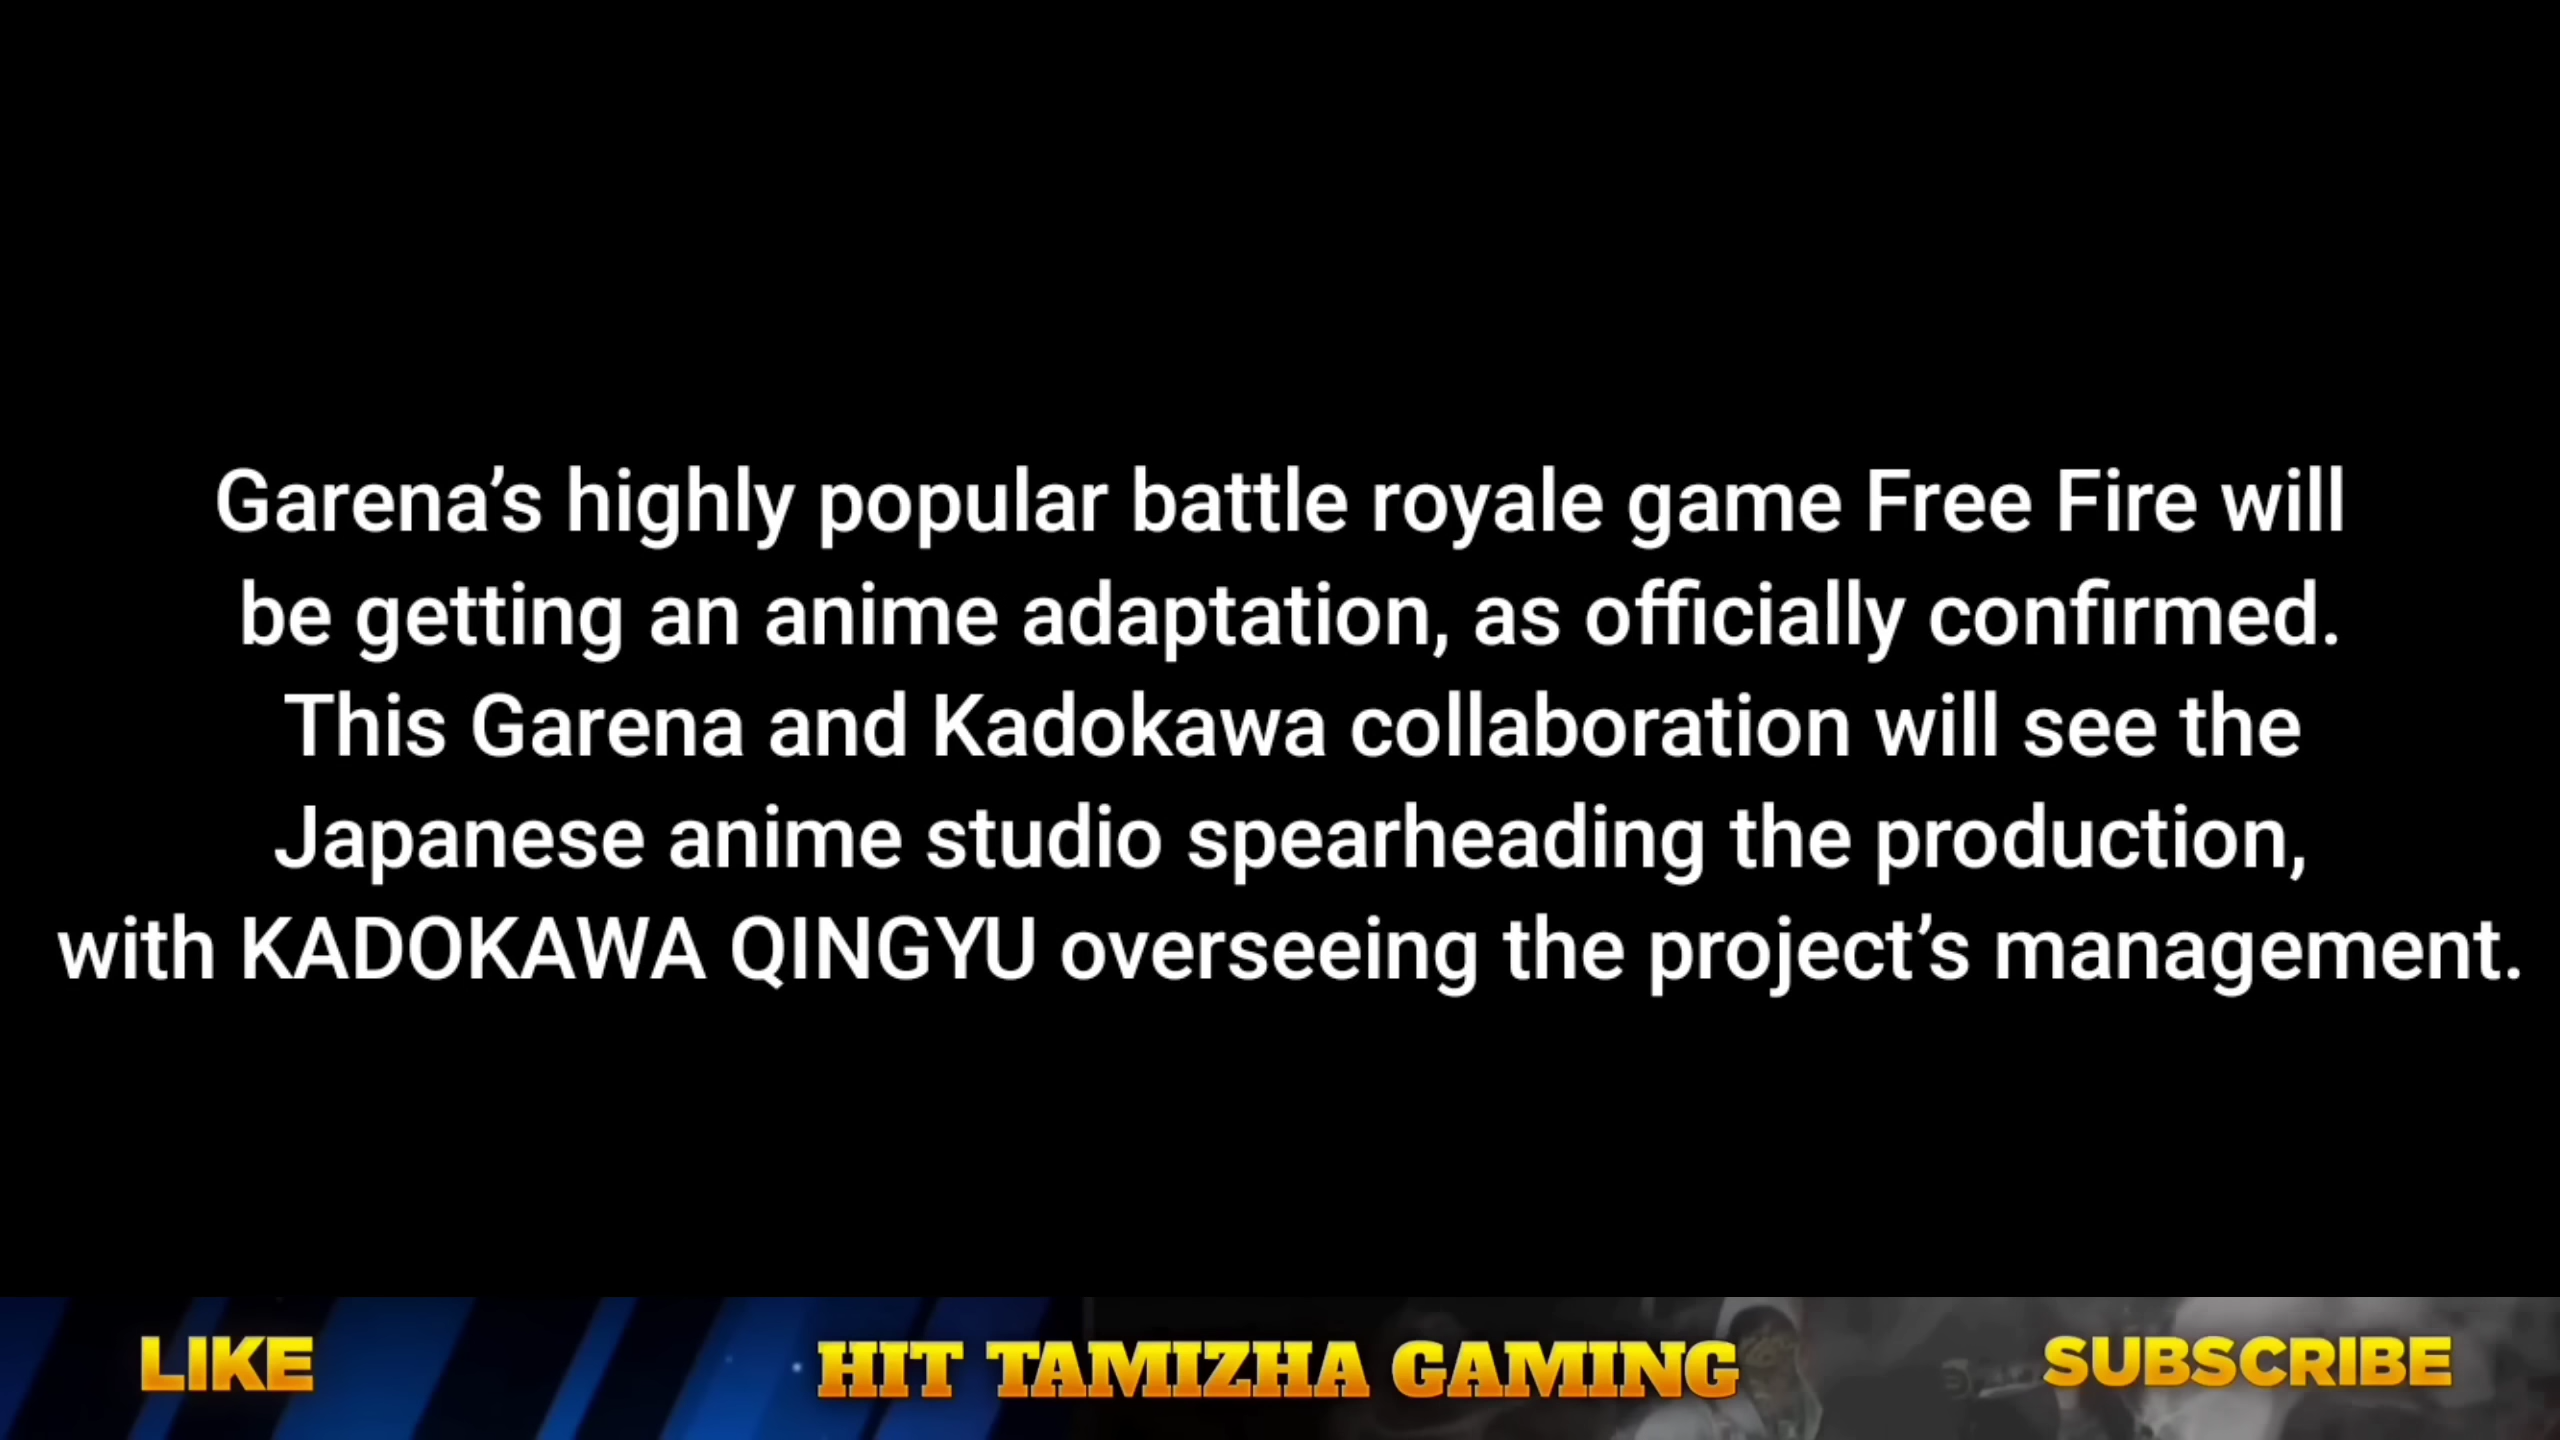 Garena’s highly popular battle royale game Free Fire will
be getting an anime adaptation, as officially confirmed.
This Garena and Kadokawa collaboration will see the
Japanese anime studio spearheading the production,
with KADOKAWA QINGYU overseeing the project’s management.
LIKE
HIT TAMIZHA GAMING
SUBSCRIBE